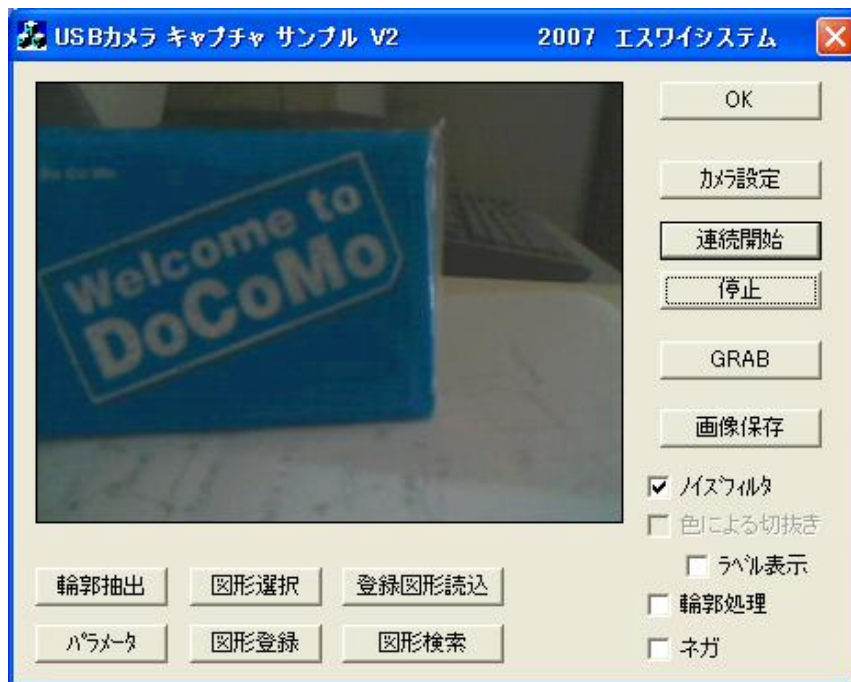 USBカメラ キャプチャ サンプル V2 2007 エスワイシステム
OK
カメラ設定
Welcome to
DoCoMo
連続開始
停止
GRAB
画像保存
ノイズフィルタ
色による切抜き
ラベル表示
輪郭抽出 図形選択 登録図形読込
輪郭処理
パラメータ 図形登録 図形検索
ネガ